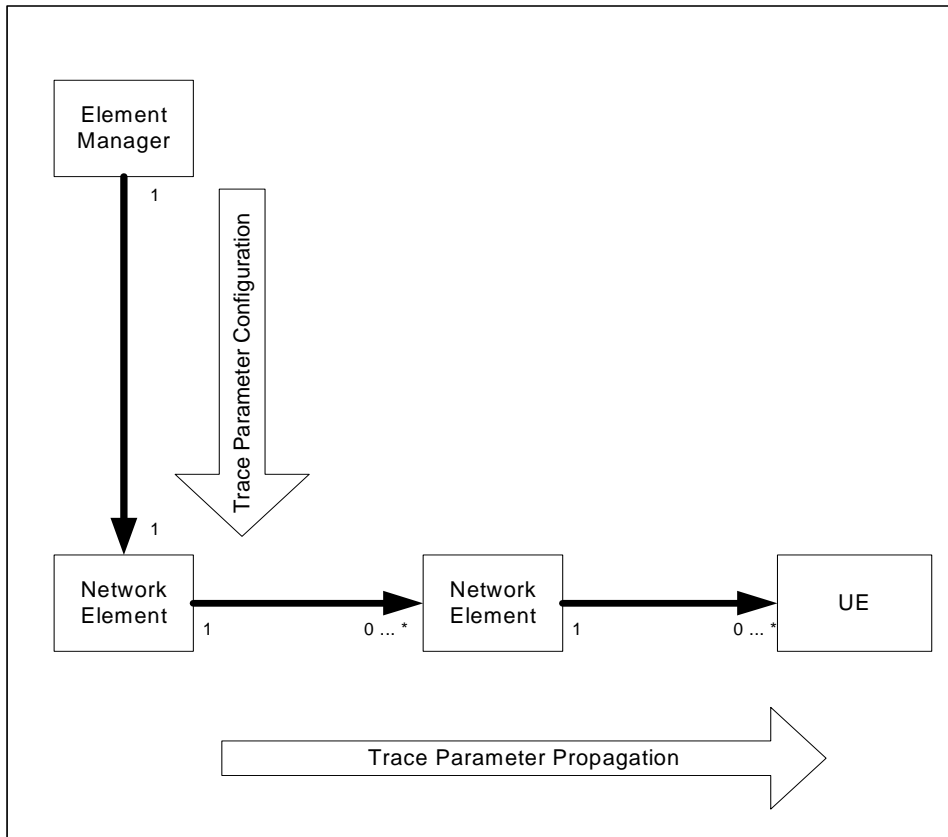 Element
Manager
1
Trace Parameter Configuration
1
Network
Element
1
0 ... *
Network
Element
1
0 ... *
UE
Trace Parameter Propagation